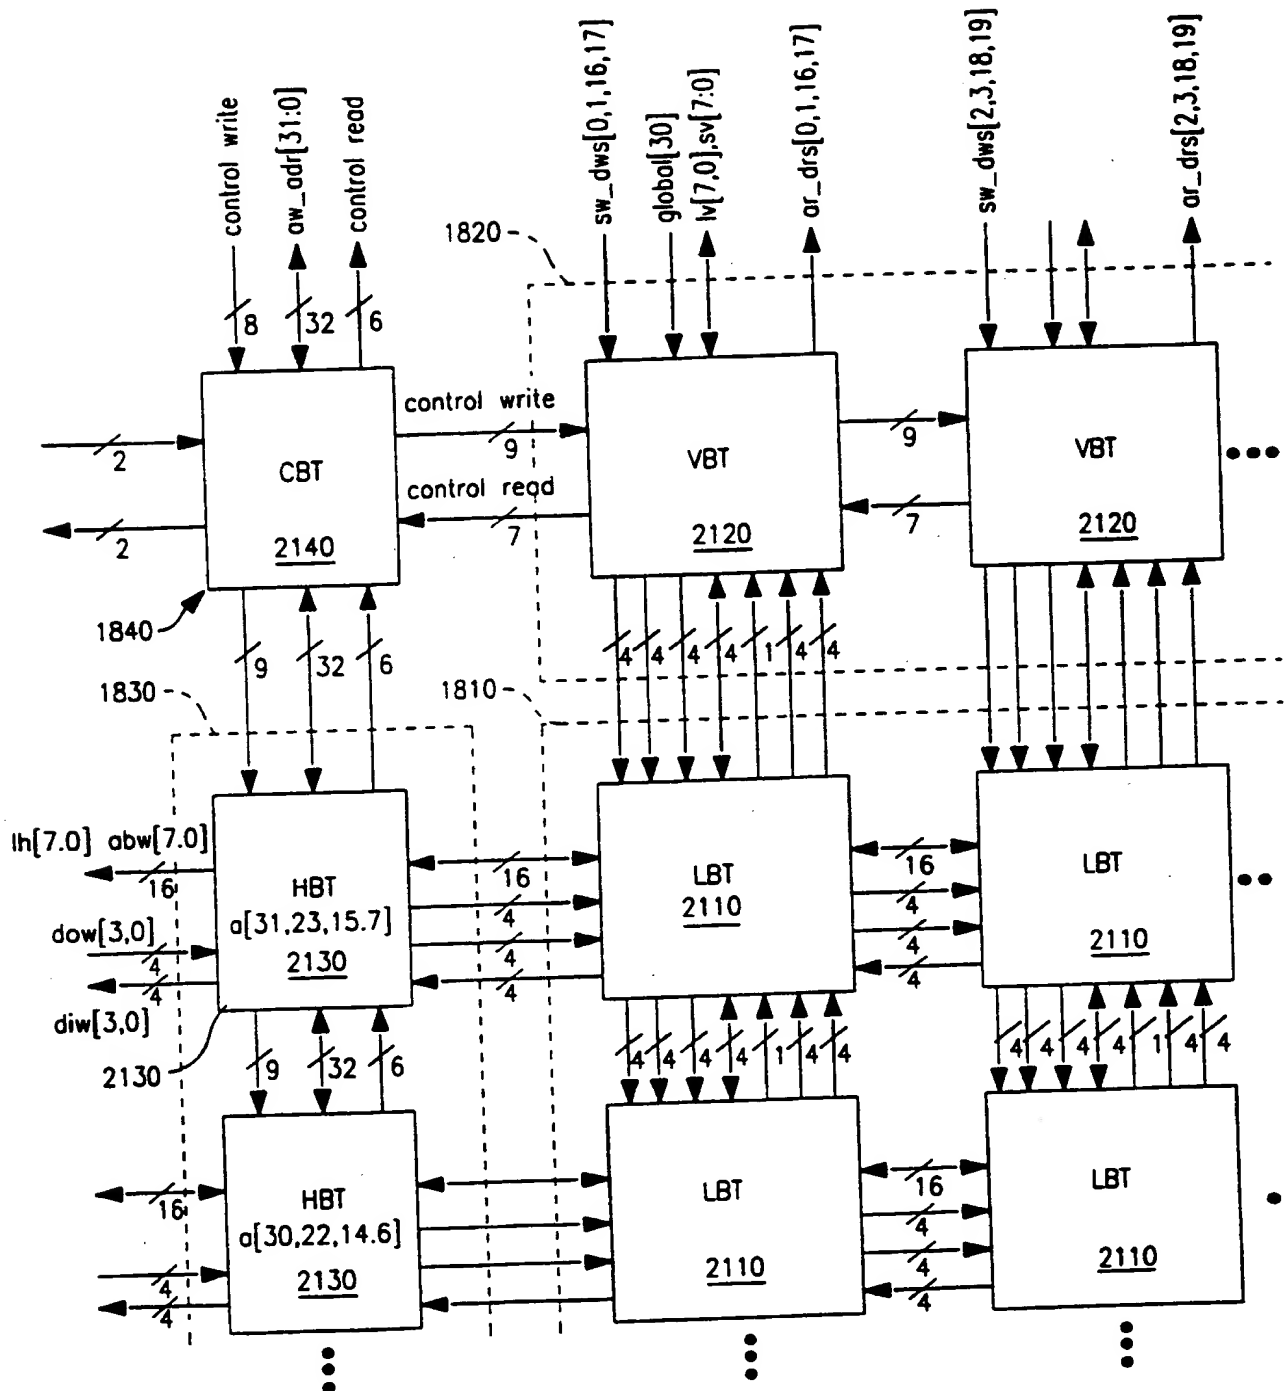 control write
aw_adr[31:0]
control read
sw_dws[0,1,16,17]
global[30]
lv[7,0],sv[7:0]
ar_drs[0,1,16,17]
sw_dws[2,3,18,19]
ar_drs[2,3,18,19]
1820
8
32
6
control write
9
9
2
CBT
VBT
VBT
control read
7
7
2
2140
2120
2120
1840
9
32
6
4
4
4
4
1
4
4
1830
1810
lh[7.0] abw[7.0]
16
HBT
a[31,23,15.7]
2130
16
4
4
4
LBT
2110
16
4
4
4
LBT
2110
dow[3,0]
4
4
diw[3,0]
2130
9
32
6
4
4
4
4
1
4
4
4
4
4
4
1
4
4
16
HBT
a[30,22,14.6]
2130
LBT
2110
16
4
4
4
LBT
2110
4
4